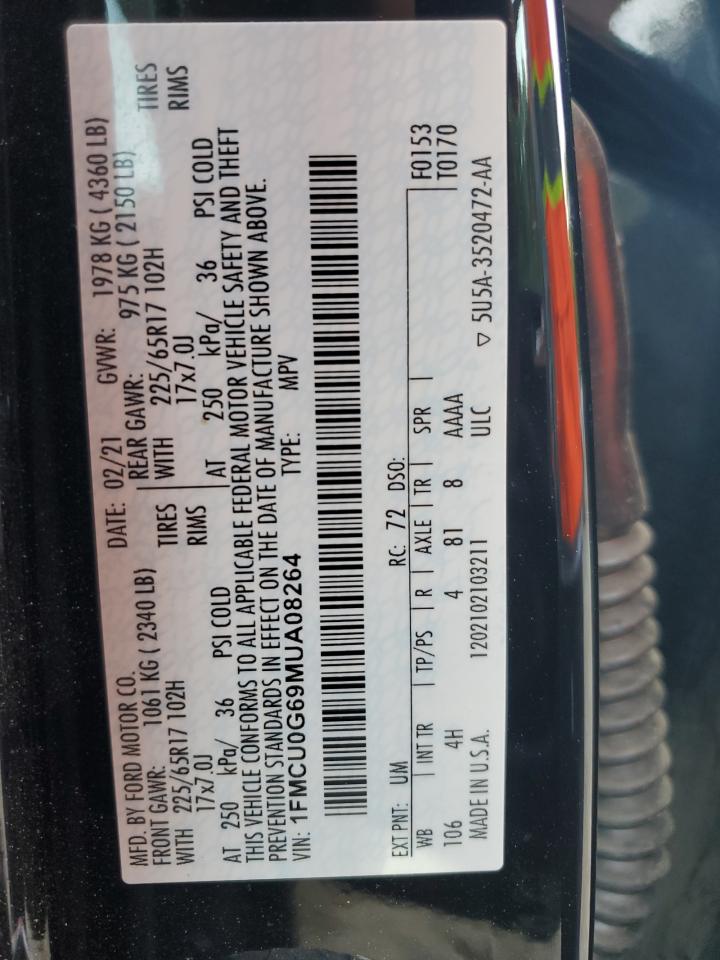 MFD. BY FORD MOTOR CO.
DATE: 02/21 GVWR: 1978 KG ( 4360 LB)
FRONT GAWR: 1061 KG ( 2340 LB) REAR GAWR: 975 KG ( 2150 LB)
WITH 225/65R17 102H TIRES WITH 225/65R17 102H TIRES
17x7.0J RIMS 17x7.0J RIMS
AT 250 kPa/ 36 PSI COLD AT 250 kPa/ 36 PSI COLD
THIS VEHICLE CONFORMS TO ALL APPLICABLE FEDERAL MOTOR VEHICLE SAFETY AND THEFT
PREVENTION STANDARDS IN EFFECT ON THE DATE OF MANUFACTURE SHOWN ABOVE.
VIN: 1FMCU0G69MUA08264 TYPE: MPV
EXT PNT: UM RC: 72 DSO: F0153
WB INT TR TP/PS R AXLE TR SPR T0170
106 4H 4 81 8 AAAA
MADE IN U.S.A. 1202102103211 ULC ▽ 5U5A-3520472-AA